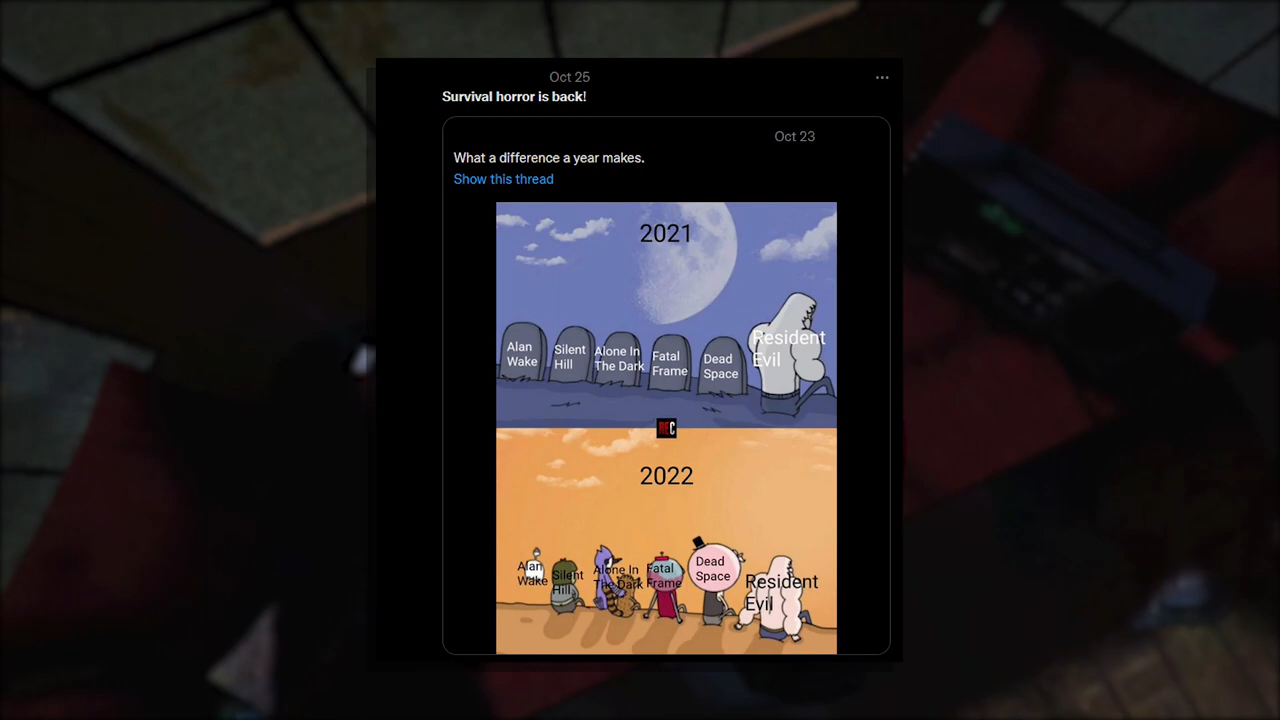 Oct 25
Survival horror is back!
Oct 23
What a difference a year makes.
Show this thread
2021
Alan
Wake
Silent
Hill
Alone In
The Dark
Fatal
Frame
Dead
Space
Resident
Evil
REC
2022
Alan
Wake
Silent
Hill
Alone In
The Dark
Fatal
Frame
Dead
Space
Resident
Evil